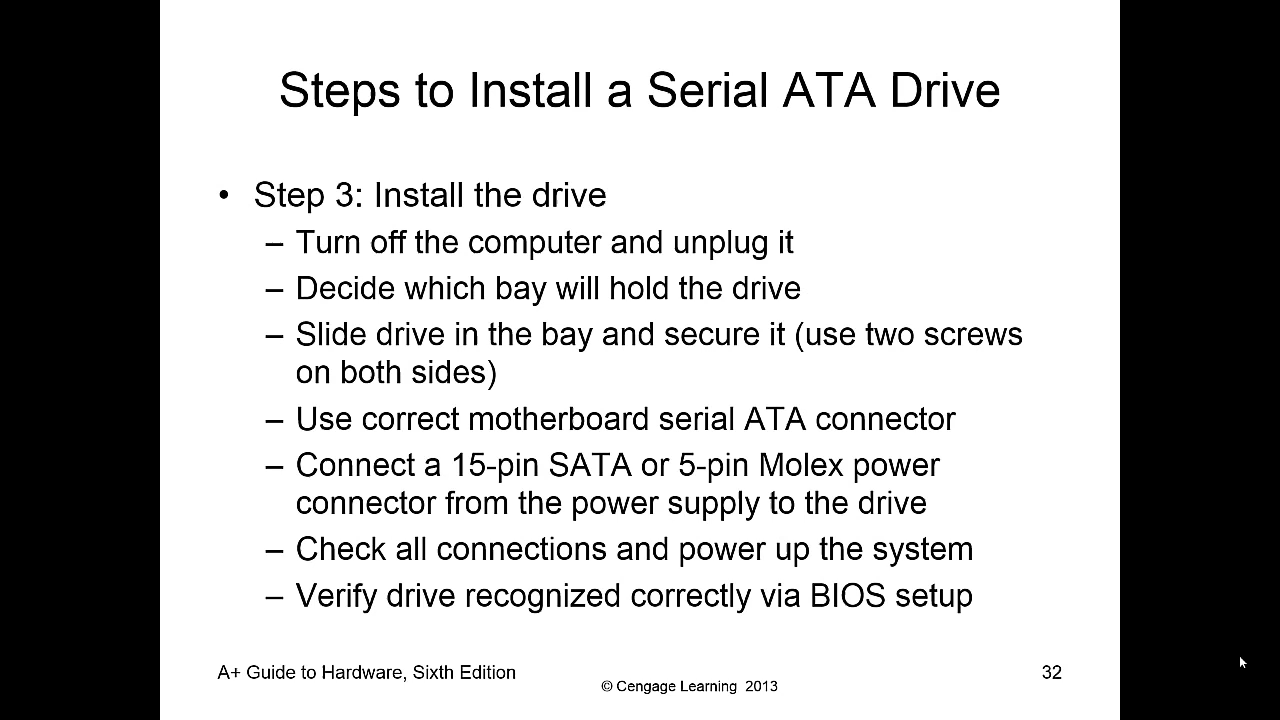 Steps to Install a Serial ATA Drive
• Step 3: Install the drive
– Turn off the computer and unplug it
– Decide which bay will hold the drive
– Slide drive in the bay and secure it (use two screws
on both sides)
– Use correct motherboard serial ATA connector
– Connect a 15-pin SATA or 5-pin Molex power
connector from the power supply to the drive
– Check all connections and power up the system
– Verify drive recognized correctly via BIOS setup
A+ Guide to Hardware, Sixth Edition
© Cengage Learning 2013
32